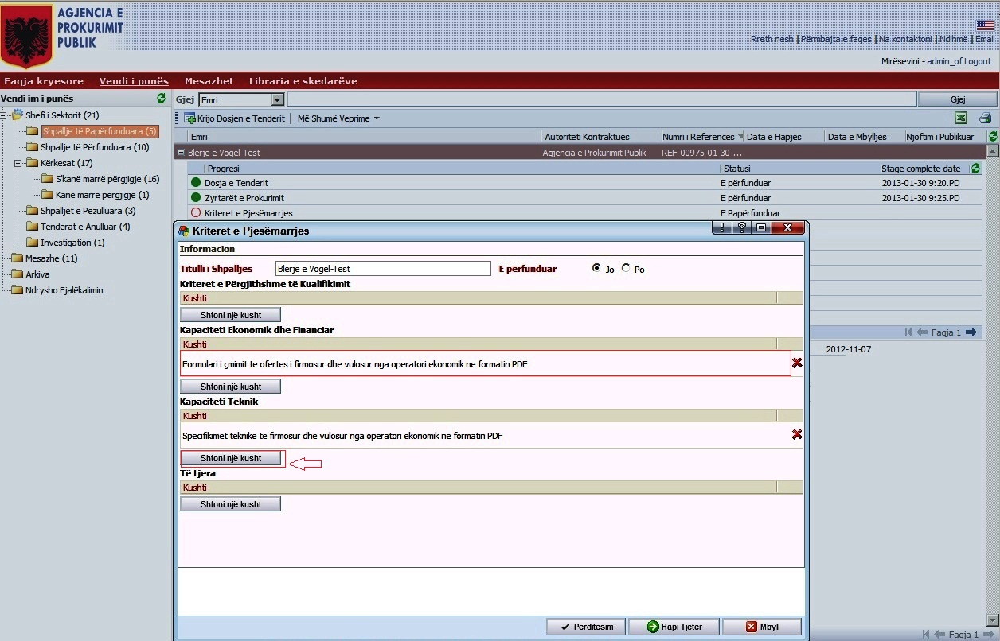 AGJENCIA E
PROKURIMIT
PUBLIK
Rreth nesh | Përmbajta e faqes | Na kontaktoni | Ndihmë | Email
Mirësevini - admin_of Logout
Faqja kryesore Vendi i punës Mesazhet Libraria e skedarëve
Vendi im i punës
Gjej Emri Gjej
Shefi i Sektorit (21)
Shpallje të Papërfunduara (5)
Shpallje të Përfunduara (10)
Kërkesat (17)
S'kanë marrë përgjigje (16)
Kanë marrë përgjigje (1)
Shpalljet e Pezulluara (3)
Tenderat e Anulluar (4)
Investigation (1)
Mesazhe (11)
Arkiva
Ndrysho Fjalëkalimin
Krijo Dosjen e Tenderit | Më Shumë Veprime
Emri Autoriteti Kontraktues Numri i Referencës Data e Hapjes Data e Mbylljes Njoftim i Publikuar
Blerje e Vogel-Test Agjencia e Prokurimit Publik REF-00975-01-30-...
Progresi Statusi Stage complete date
Dosja e Tenderit E përfunduar 2013-01-30 9:20.PD
Zyrtarët e Prokurimit E përfunduar 2013-01-30 9:25.PD
Kriteret e Pjesëmarrjes E Papërfunduar
Kriteret e Pjesëmarrjes
Informacion
Titulli i Shpalljes Blerje e Vogel-Test E përfunduar Jo Po
Kriteret e Përgjithshme të Kualifikimit
Kushti
Shtoni një kusht
Kapaciteti Ekonomik dhe Financiar
Kushti
Formulari i çmimit te ofertes i firmosur dhe vulosur nga operatori ekonomik ne formatin PDF
Shtoni një kusht
Kapaciteti Teknik
Kushti
Specifikimet teknike te firmosur dhe vulosur nga operatori ekonomik ne formatin PDF
Shtoni një kusht
Të tjera
Kushti
Shtoni një kusht
Përditësim Hapi Tjetër Mbyll
Faqja 1
2012-11-07
Faqja 1